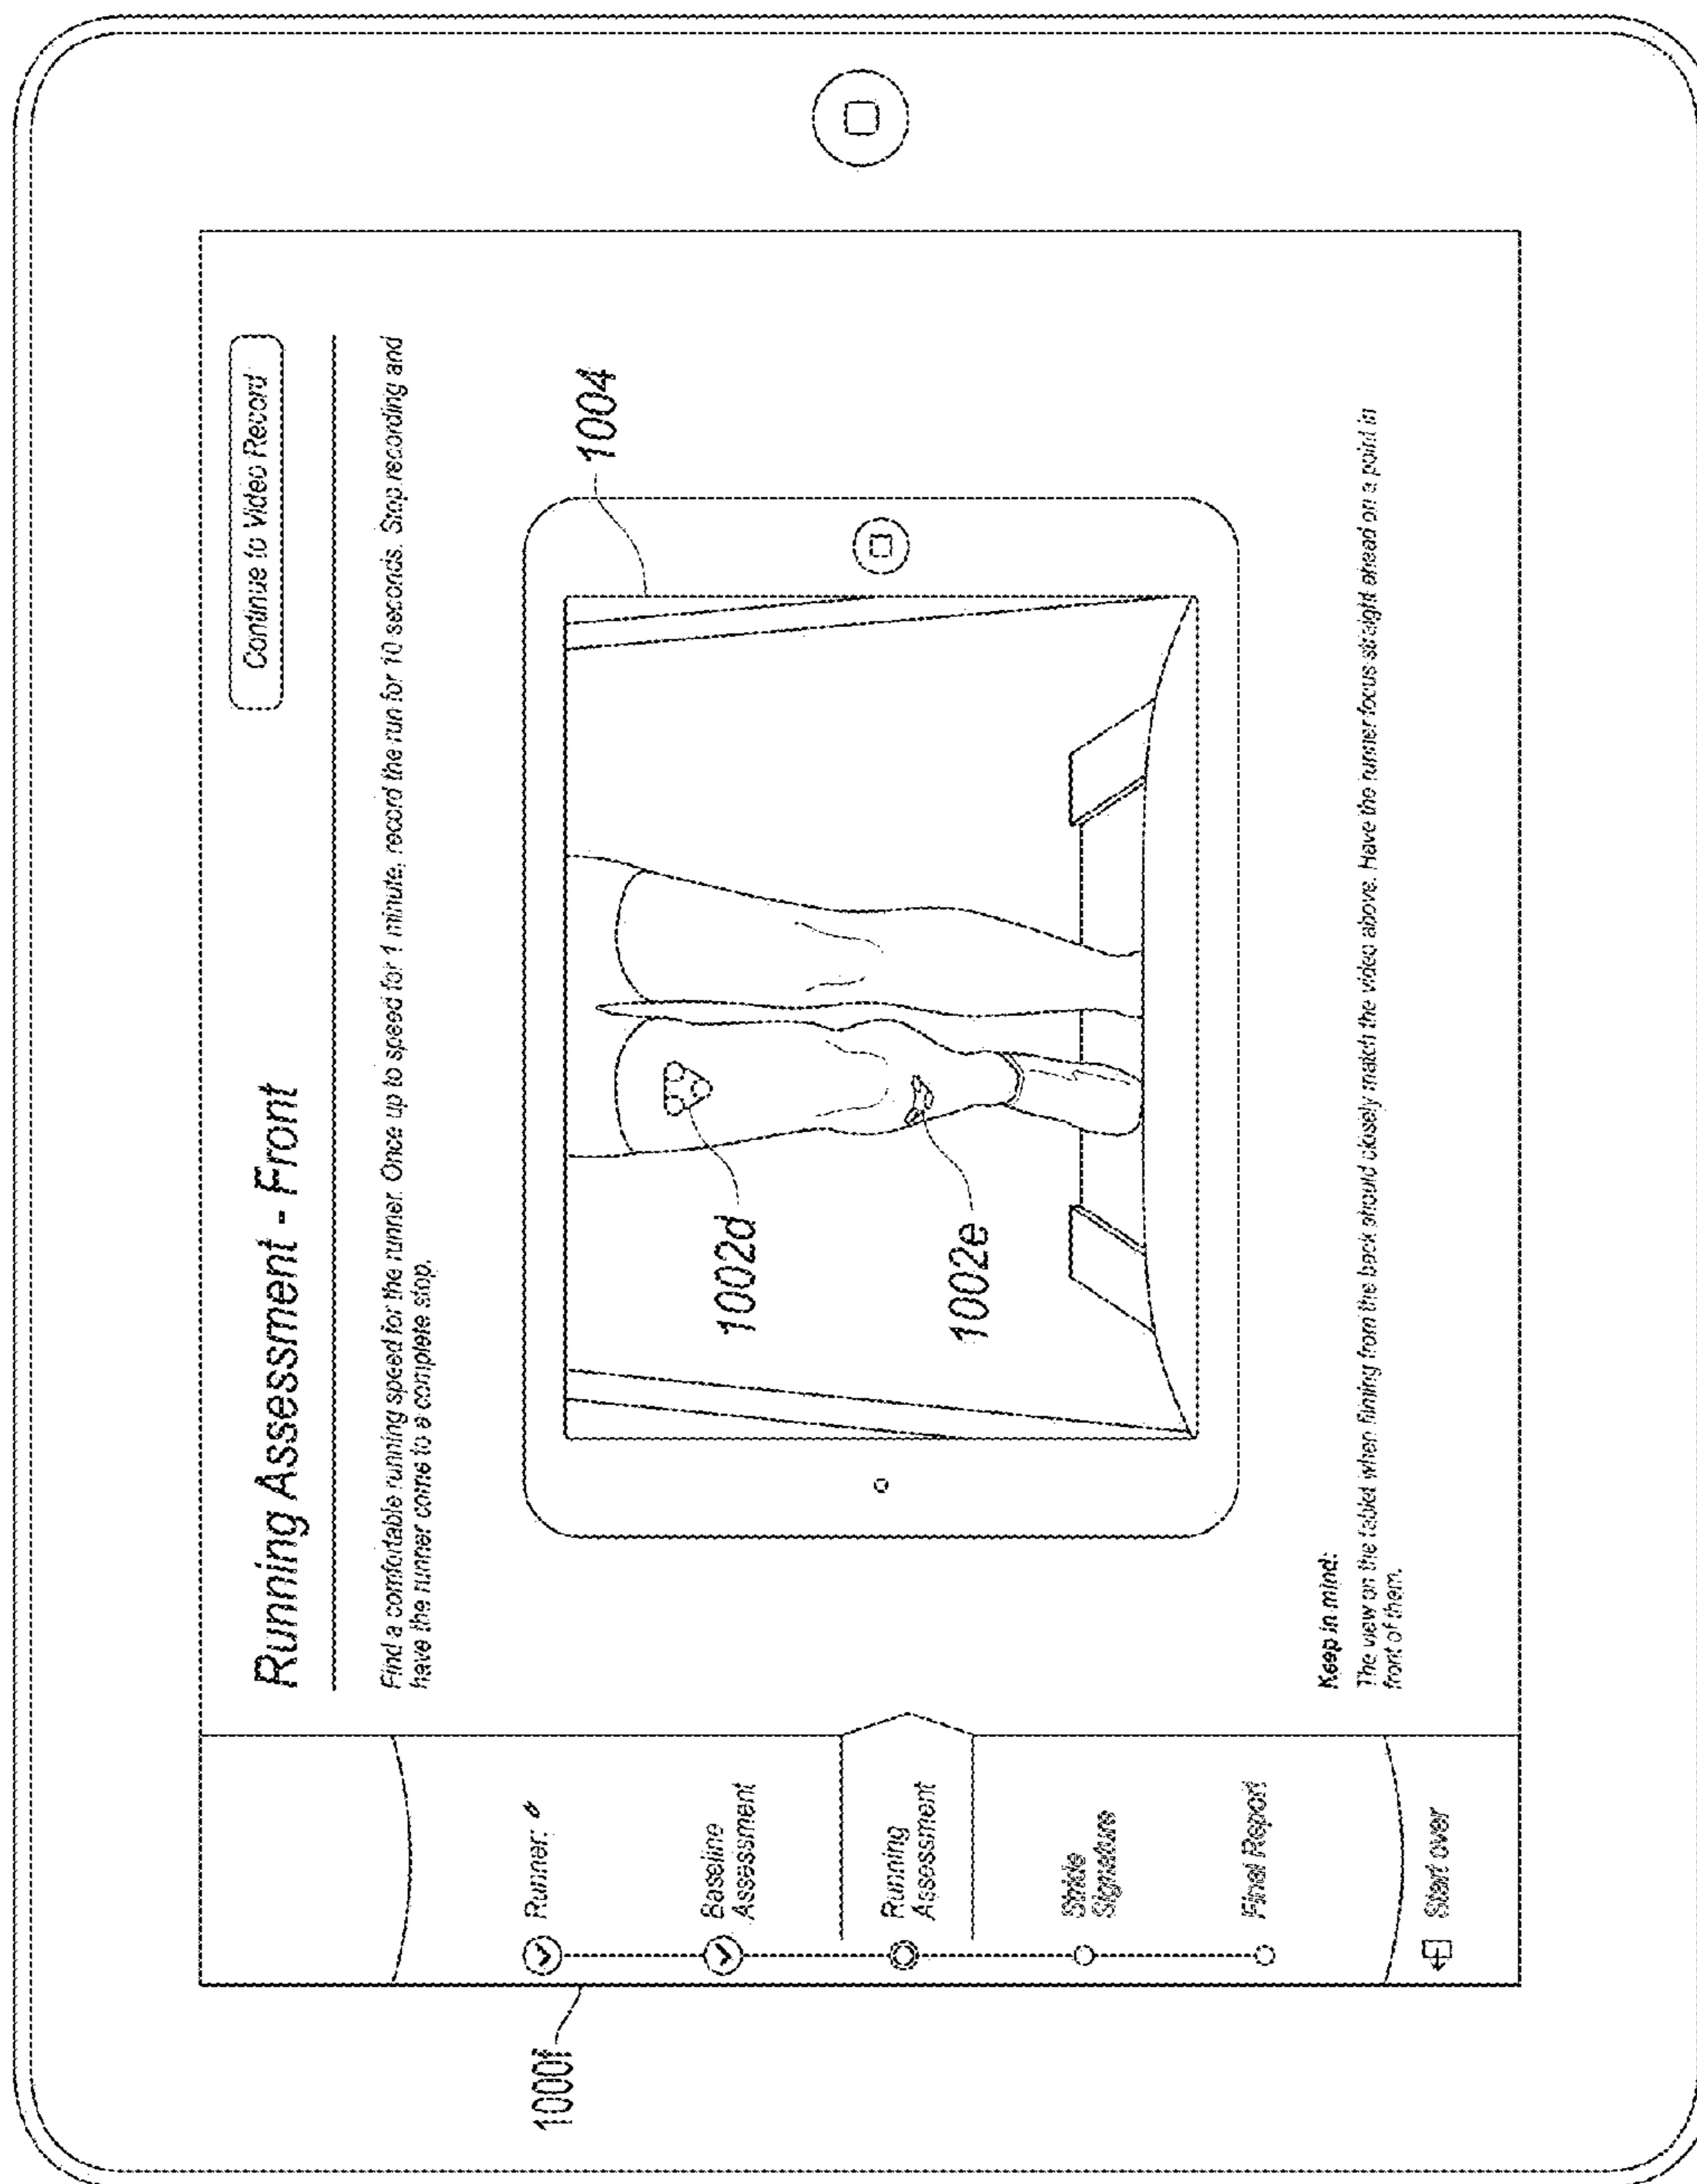 Running Assessment - Front
Continue to Video Record
Find a comfortable running speed for the runner. Once up to speed for 1 minute, record the run for 10 seconds. Stop recording and
have the runner come to a complete stop.
1004
1002d
1002e
Keep in mind:
The view on the tablet when filming from the back should closely match the video above. Have the runner focus straight ahead on a point in
front of them.
1000f
Runner:
Baseline
Assessment
Running
Assessment
Stride
Signature
Final Report
Start over